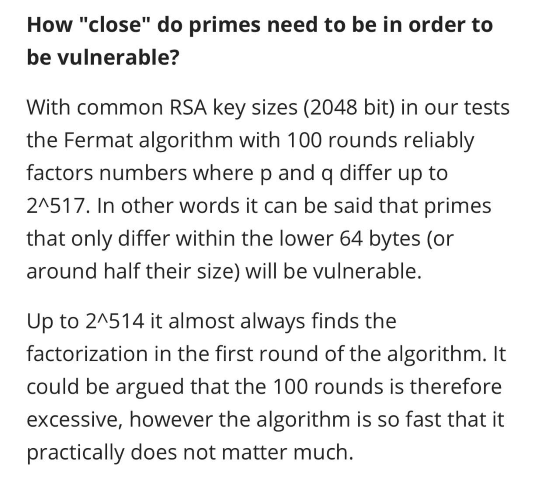 How "close" do primes need to be in order to
be vulnerable?
With common RSA key sizes (2048 bit) in our tests
the Fermat algorithm with 100 rounds reliably
factors numbers where p and q differ up to
2^517. In other words it can be said that primes
that only differ within the lower 64 bytes (or
around half their size) will be vulnerable.
Up to 2^514 it almost always finds the
factorization in the first round of the algorithm. It
could be argued that the 100 rounds is therefore
excessive, however the algorithm is so fast that it
practically does not matter much.